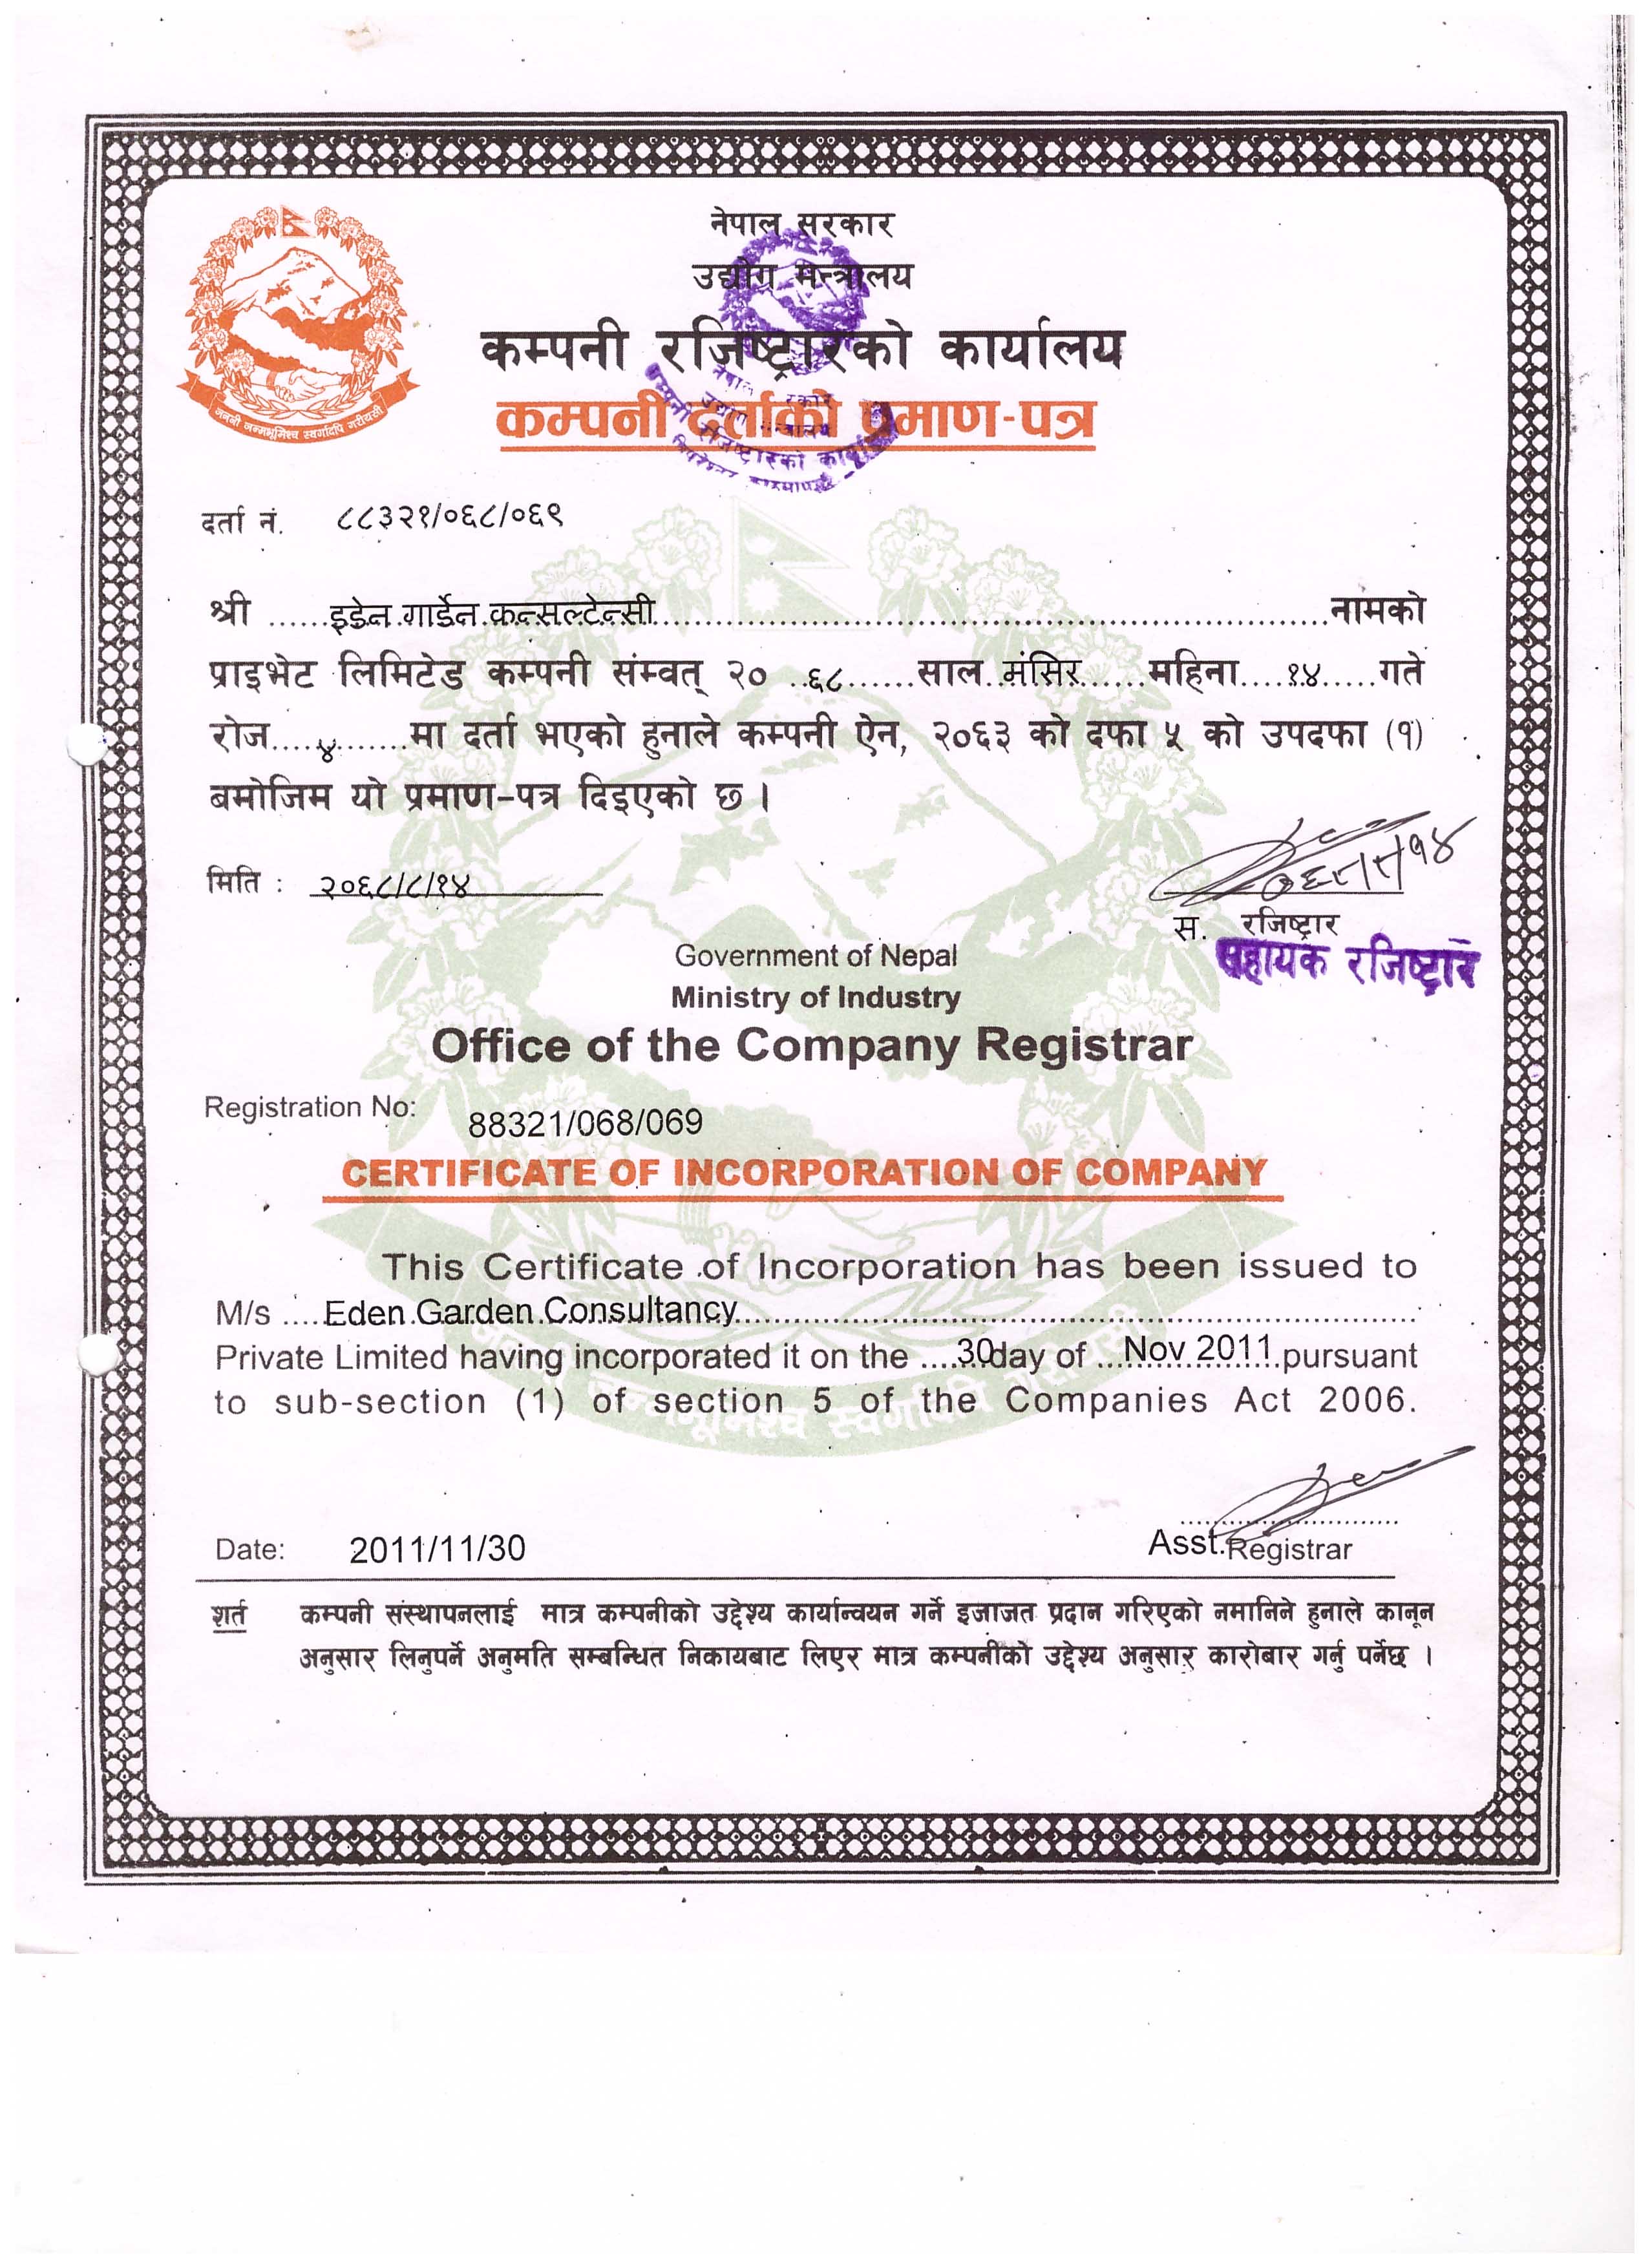 नेपाल सरकार
उद्योग मन्त्रालय
कम्पनी रजिष्ट्रारको कार्यालय
कम्पनी दर्ताको प्रमाण-पत्र
जननी जन्मभूमिश्च स्वर्गादपि गरीयसी
दर्ता नं. ८८३२१/०६८/०६९
श्री ......इडेन गार्डेन कन्सल्टेन्सी......नामको
प्राइभेट लिमिटेड कम्पनी संम्वत् २० ..६८......साल..मंसिर......महिना....१४.....गते
रोज.....४.......मा दर्ता भएको हुनाले कम्पनी ऐन, २०६३ को दफा ५ को उपदफा (१)
बमोजिम यो प्रमाण-पत्र दिइएको छ ।
मिति : २०६८/८/१४
स. रजिष्ट्रार
सहायक रजिष्ट्रार
Government of Nepal
Ministry of Industry
Office of the Company Registrar
Registration No: 88321/068/069
CERTIFICATE OF INCORPORATION OF COMPANY
This Certificate of Incorporation has been issued to
M/s ....Eden Garden Consultancy......
Private Limited having incorporated it on the ....30day of ...Nov 2011.pursuant
to sub-section (1) of section 5 of the Companies Act 2006.
Date: 2011/11/30
Asst.Registrar
शर्त कम्पनी संस्थापनलाई मात्र कम्पनीको उद्देश्य कार्यान्वयन गर्ने इजाजत प्रदान गरिएको नमानिने हुनाले कानून
अनुसार लिनुपर्ने अनुमति सम्बन्धित निकायबाट लिएर मात्र कम्पनीको उद्देश्य अनुसार कारोबार गर्नु पर्नेछ ।